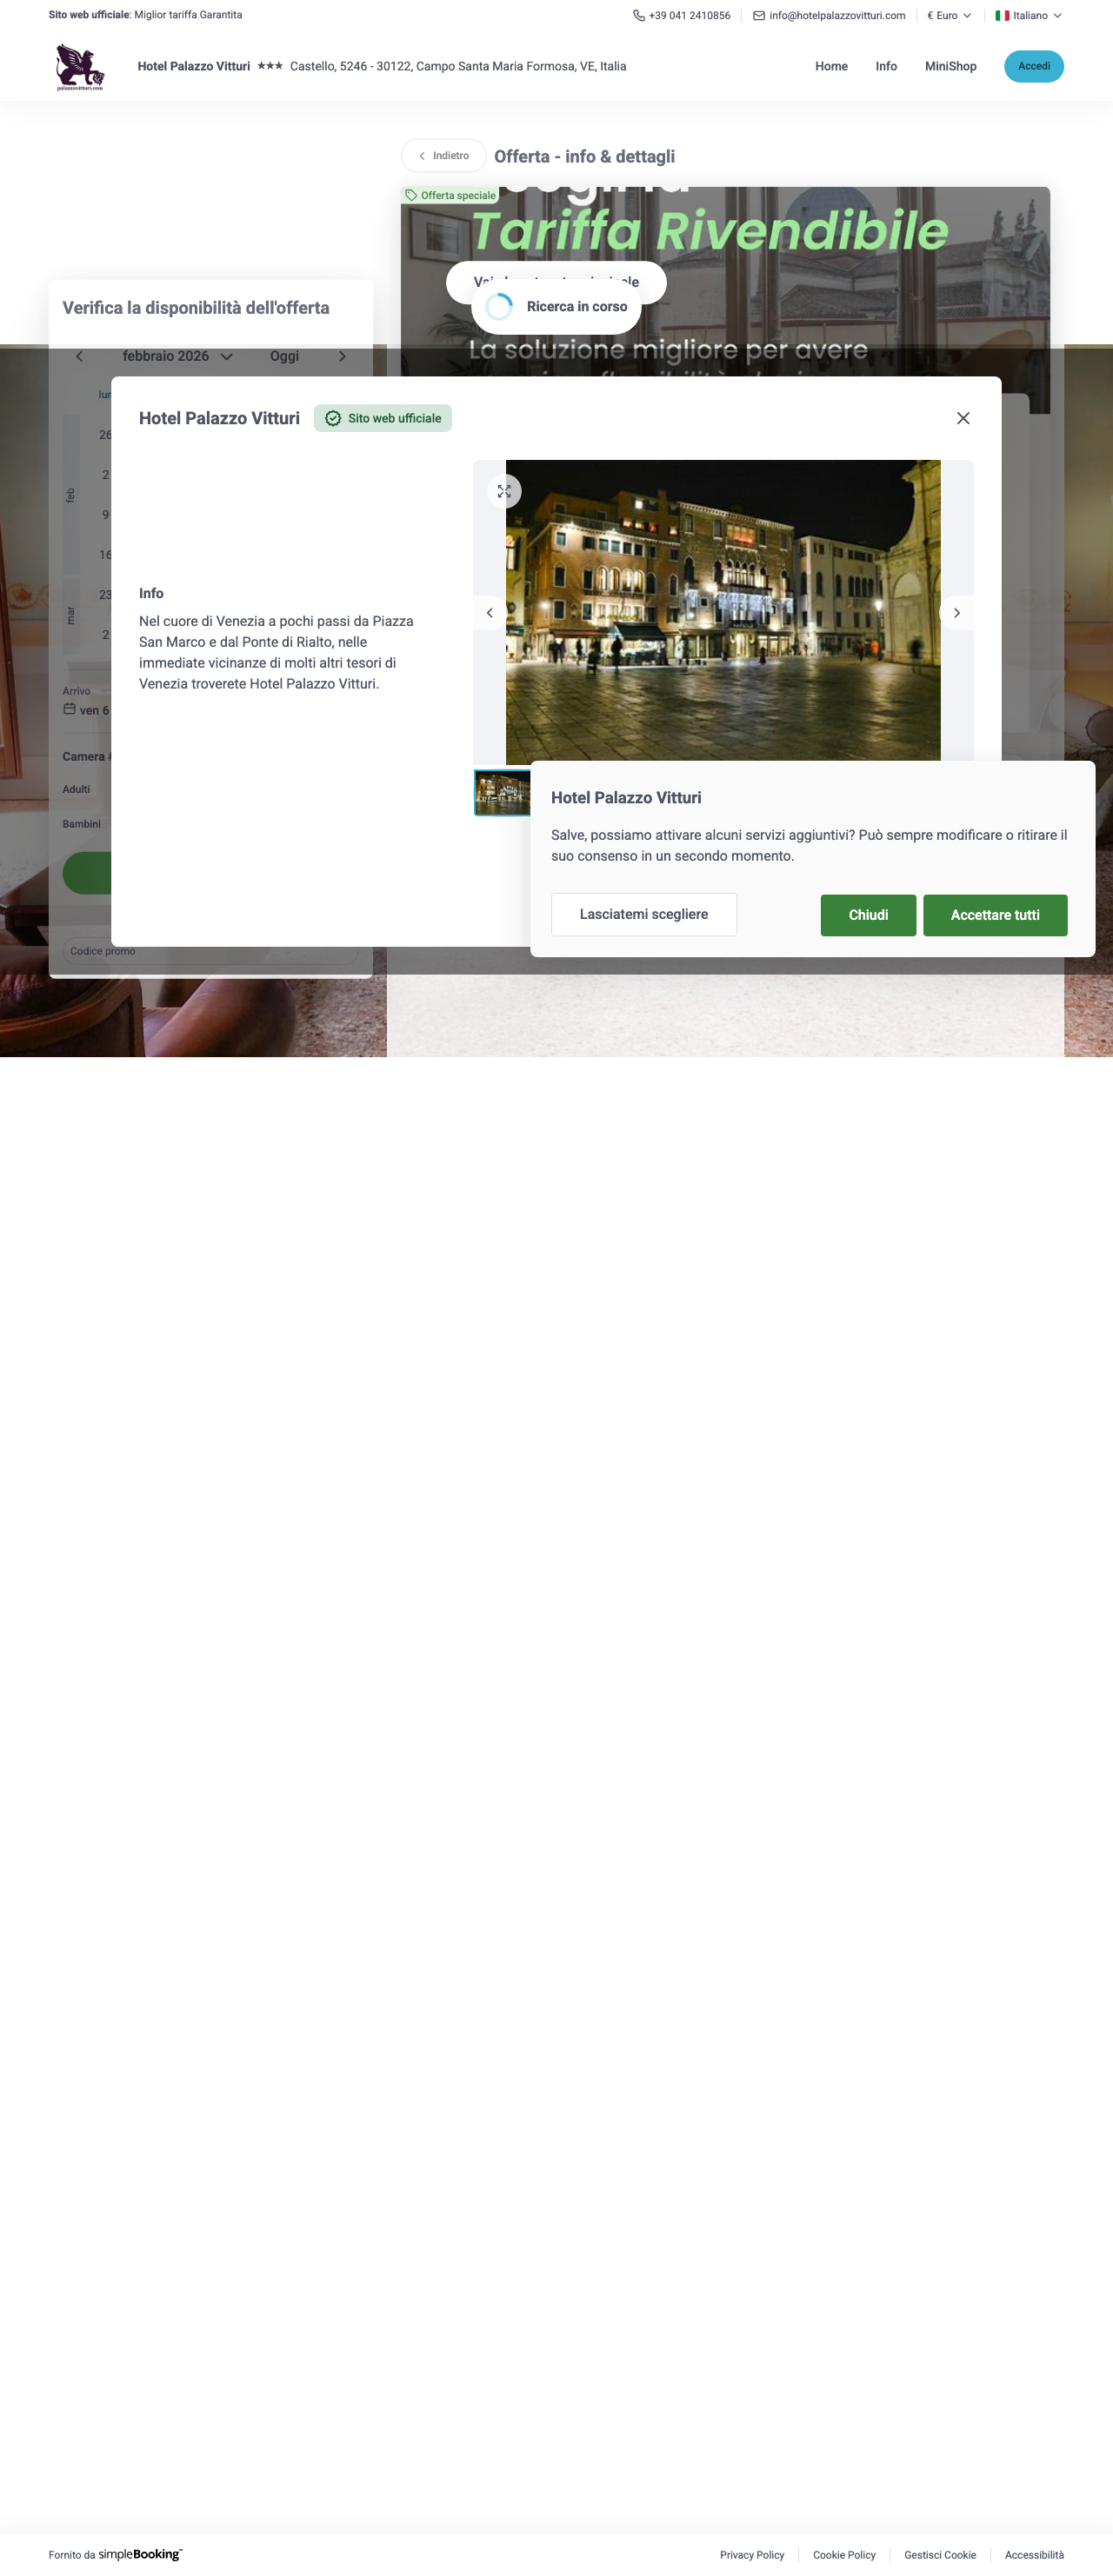 Sito web ufficiale: Miglior tariffa Garantita
+39 041 2410856
info@hotelpalazzovitturi.com
€ Euro
Italiano
palazzovitturi.com
Hotel Palazzo Vitturi ★★★ Castello, 5246 - 30122, Campo Santa Maria Formosa, VE, Italia
Home
Info
MiniShop
Accedi
Indietro
Offerta - info & dettagli
Offerta speciale
Tariffa Rivendibile
Ricerca in corso
La soluzione migliore per avere
Verifica la disponibilità dell'offerta
febbraio 2026
Oggi
lun
26
2
feb
9
16
23
mar
2
Arrivo
ven 6
Camera
Adulti
Bambini
Codice promo
Hotel Palazzo Vitturi
Sito web ufficiale
Info
Nel cuore di Venezia a pochi passi da Piazza
San Marco e dal Ponte di Rialto, nelle
immediate vicinanze di molti altri tesori di
Venezia troverete Hotel Palazzo Vitturi.
Hotel Palazzo Vitturi
Salve, possiamo attivare alcuni servizi aggiuntivi? Può sempre modificare o ritirare il
suo consenso in un secondo momento.
Lasciatemi scegliere
Chiudi
Accettare tutti
Fornito da simpleBooking™
Privacy Policy
Cookie Policy
Gestisci Cookie
Accessibilità